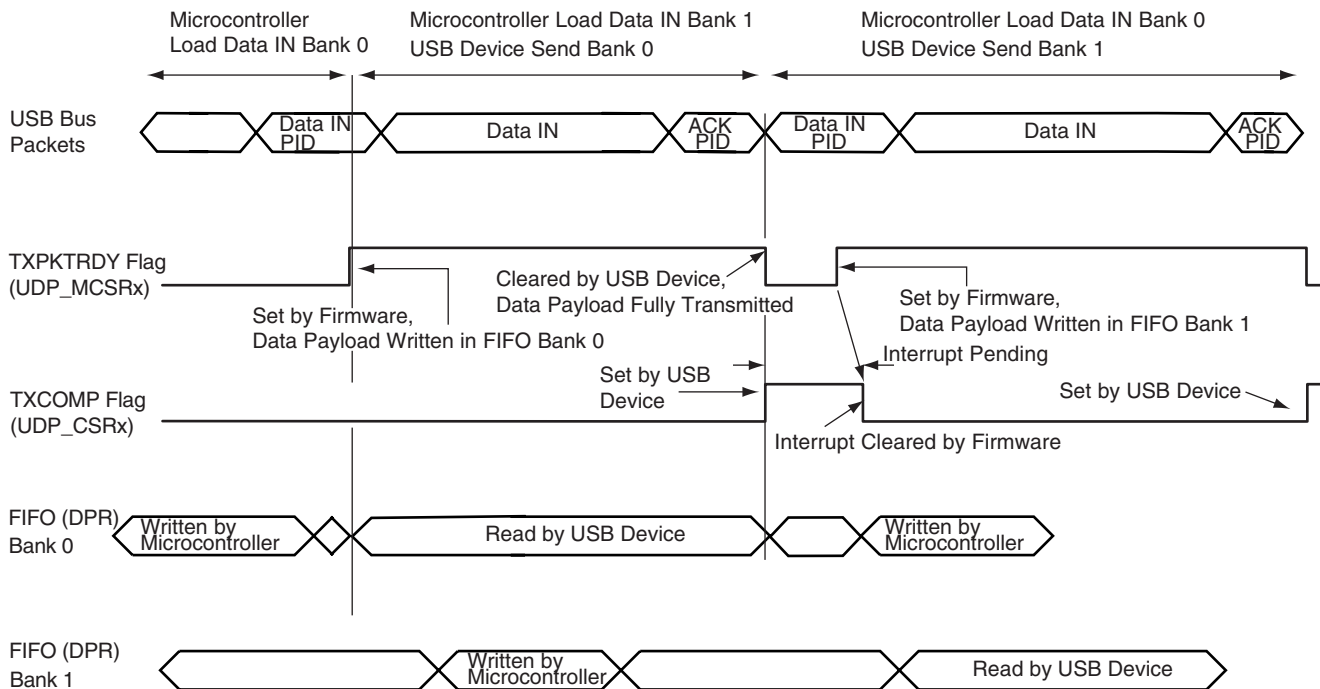 Microcontroller
Load Data IN Bank 0
Microcontroller Load Data IN Bank 1
USB Device Send Bank 0
Microcontroller Load Data IN Bank 0
USB Device Send Bank 1
USB Bus
Packets
Data IN
PID
Data IN
ACK
PID
Data IN
PID
Data IN
ACK
PID
TXPKTRDY Flag
(UDP_MCSRx)
Set by Firmware,
Data Payload Written in FIFO Bank 0
Cleared by USB Device,
Data Payload Fully Transmitted
Set by Firmware,
Data Payload Written in FIFO Bank 1
Interrupt Pending
TXCOMP Flag
(UDP_CSRx)
Set by USB
Device
Interrupt Cleared by Firmware
Set by USB Device
FIFO (DPR)
Bank 0
Written by
Microcontroller
Read by USB Device
Written by
Microcontroller
FIFO (DPR)
Bank 1
Written by
Microcontroller
Read by USB Device